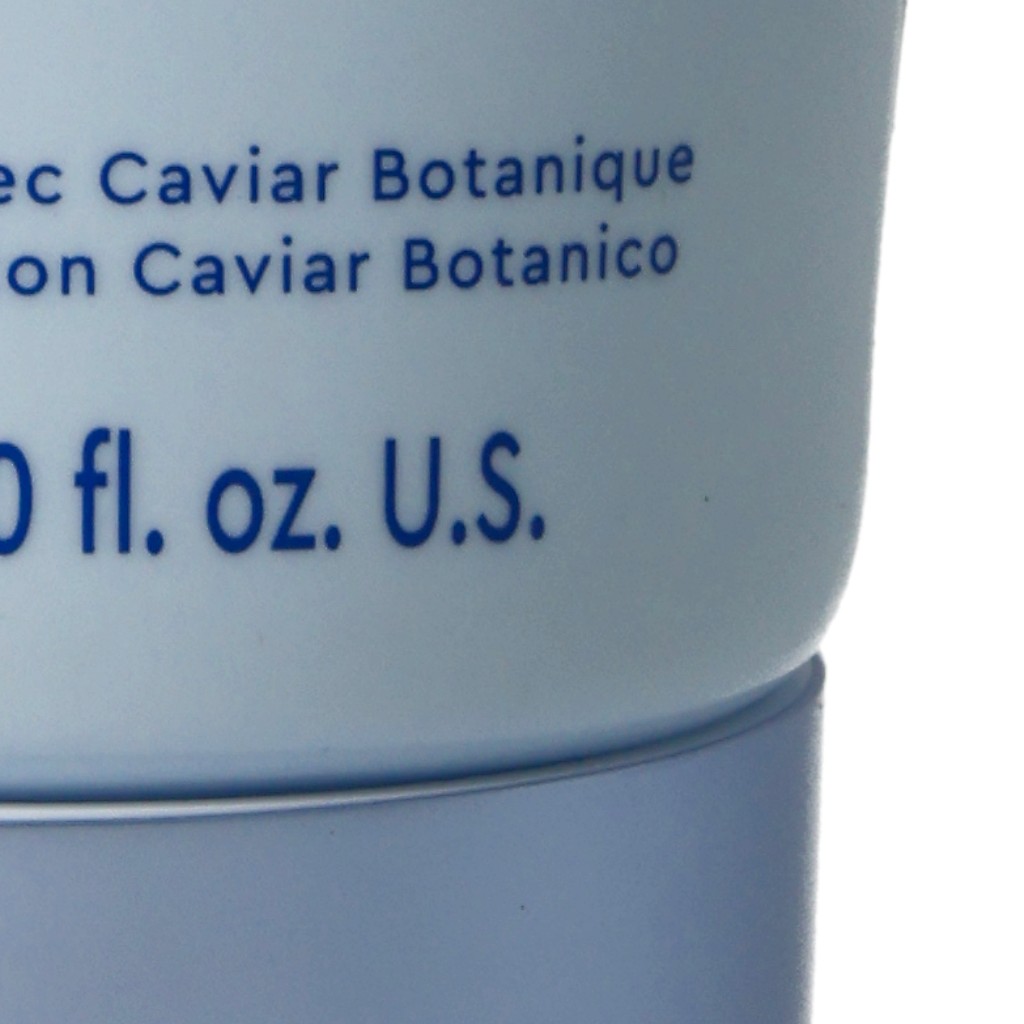 ec Caviar Botanique
on Caviar Botanico
0 fl. oz. U.S.